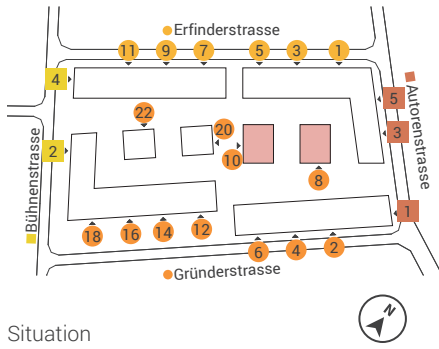 Erfinderstrasse
11 9 7 5 3 1
4
5
22
20
3
2
10
8
Autorenstrasse
Bühnenstrasse
1
18 16 14 12
6 4 2
Gründerstrasse
N
Situation